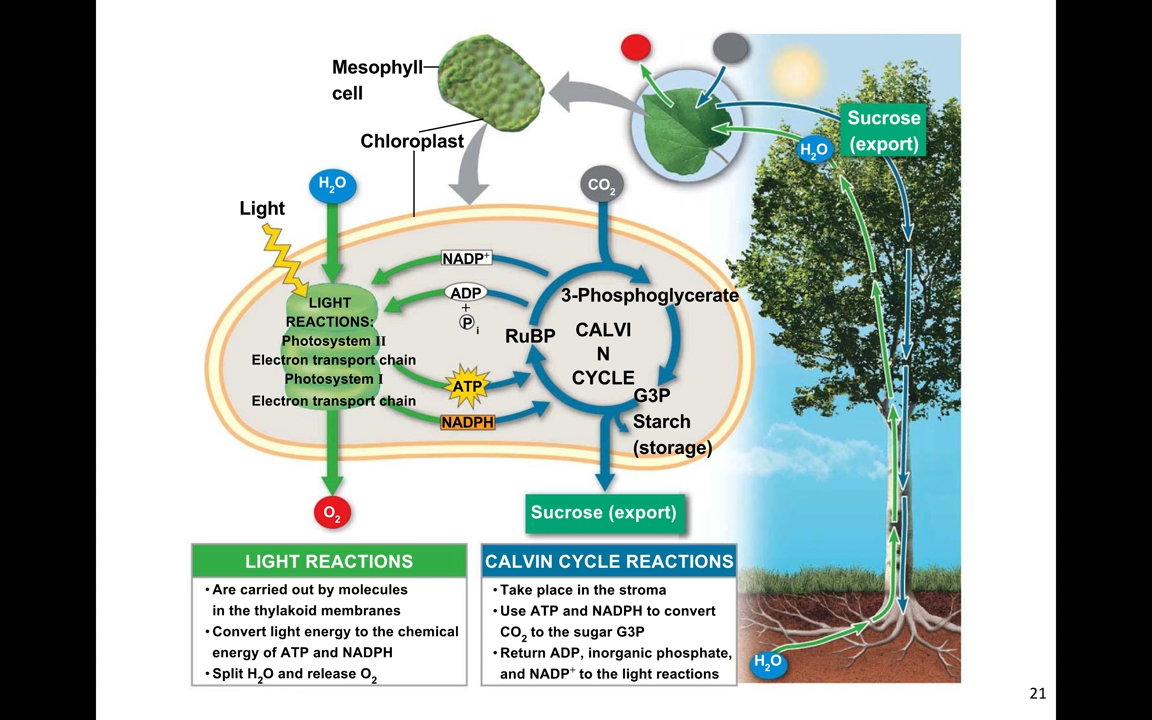 Mesophyll
cell
Chloroplast
Sucrose
(export)
H₂O
H₂O
CO₂
Light
NADP⁺
ADP
+
P i
3-Phosphoglycerate
RuBP
CALVI
N
CYCLE
LIGHT
REACTIONS:
Photosystem II
Electron transport chain
Photosystem I
Electron transport chain
ATP
NADPH
G3P
Starch
(storage)
O₂
Sucrose (export)
LIGHT REACTIONS
• Are carried out by molecules
in the thylakoid membranes
• Convert light energy to the chemical
energy of ATP and NADPH
• Split H₂O and release O₂
CALVIN CYCLE REACTIONS
• Take place in the stroma
• Use ATP and NADPH to convert
CO₂ to the sugar G3P
• Return ADP, inorganic phosphate,
and NADP⁺ to the light reactions
H₂O
21